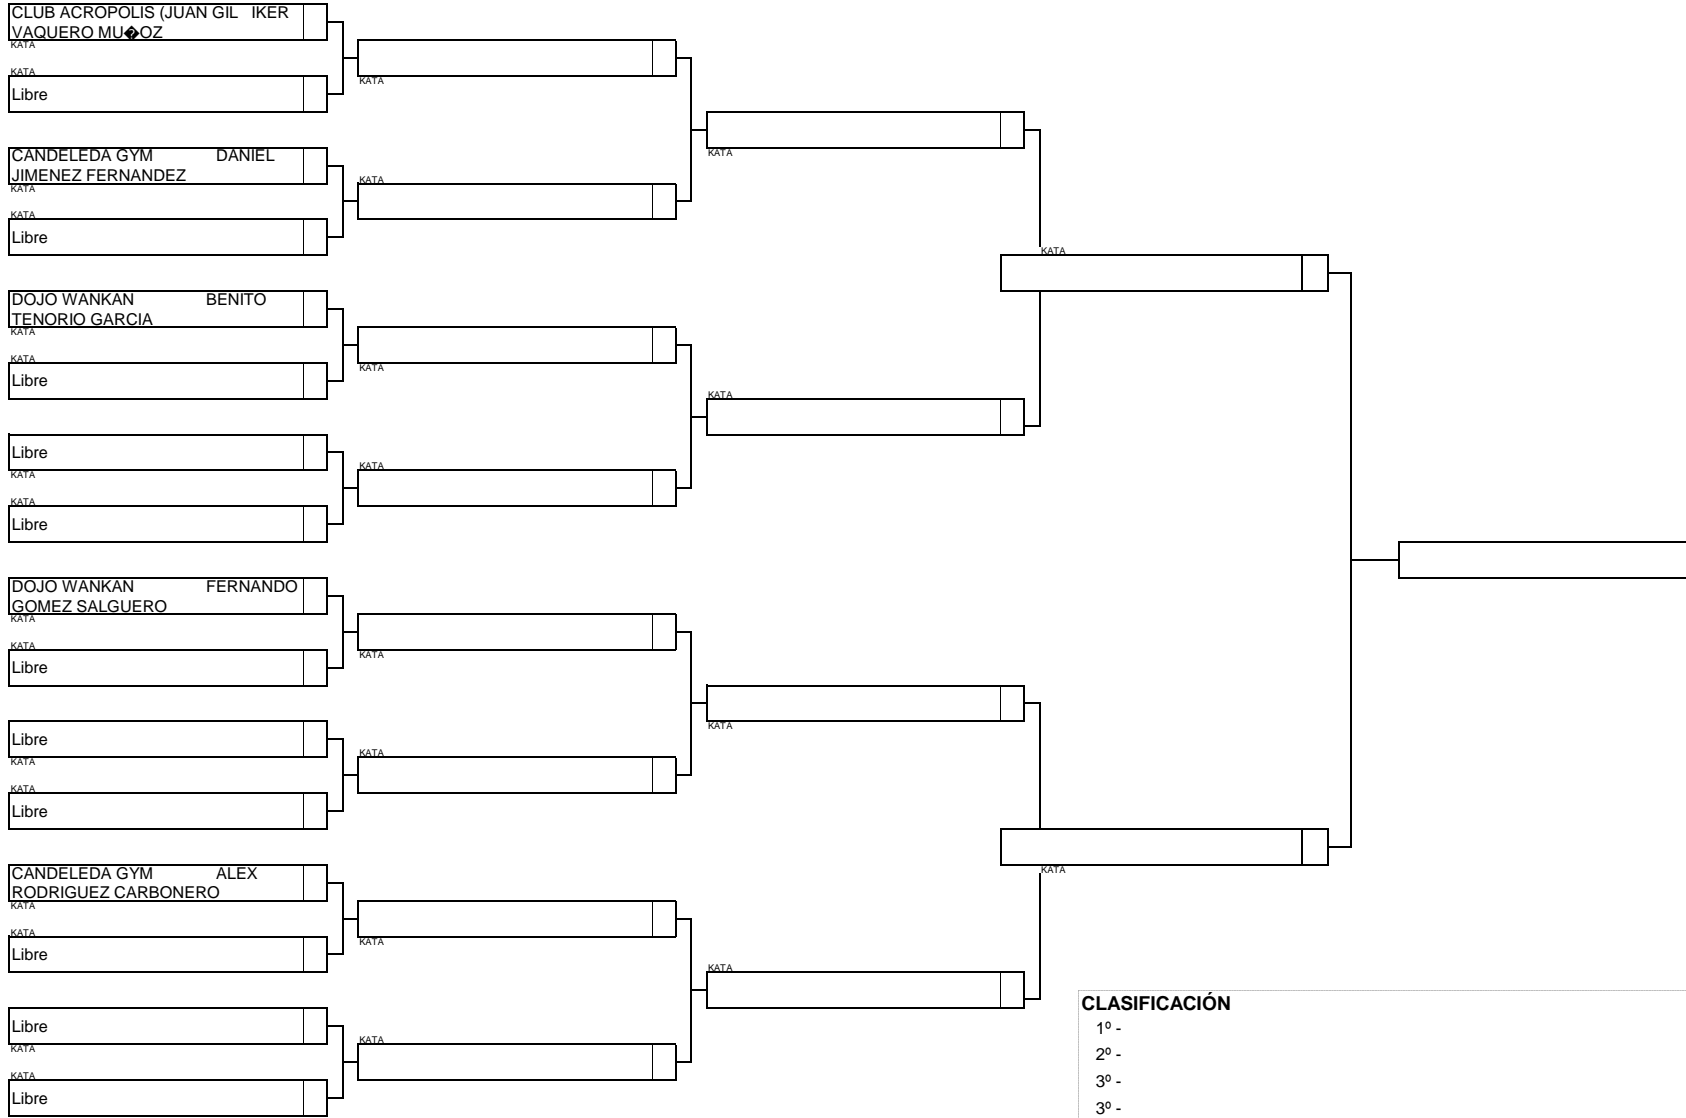 CLUB ACROPOLIS (JUAN GIL IKER
VAQUERO MU�OZ
KATA
KATA
Libre
CANDELEDA GYM DANIEL
JIMENEZ FERNANDEZ
KATA
KATA
Libre
DOJO WANKAN BENITO
TENORIO GARCIA
KATA
KATA
Libre
Libre
KATA
KATA
Libre
DOJO WANKAN FERNANDO
GOMEZ SALGUERO
KATA
KATA
Libre
Libre
KATA
KATA
Libre
CANDELEDA GYM ALEX
RODRIGUEZ CARBONERO
KATA
KATA
Libre
Libre
KATA
KATA
Libre
KATA
KATA
KATA
KATA
KATA
KATA
KATA
KATA
KATA
KATA
KATA
KATA
KATA
KATA
CLASIFICACIÓN
1º -
2º -
3º -
3º -